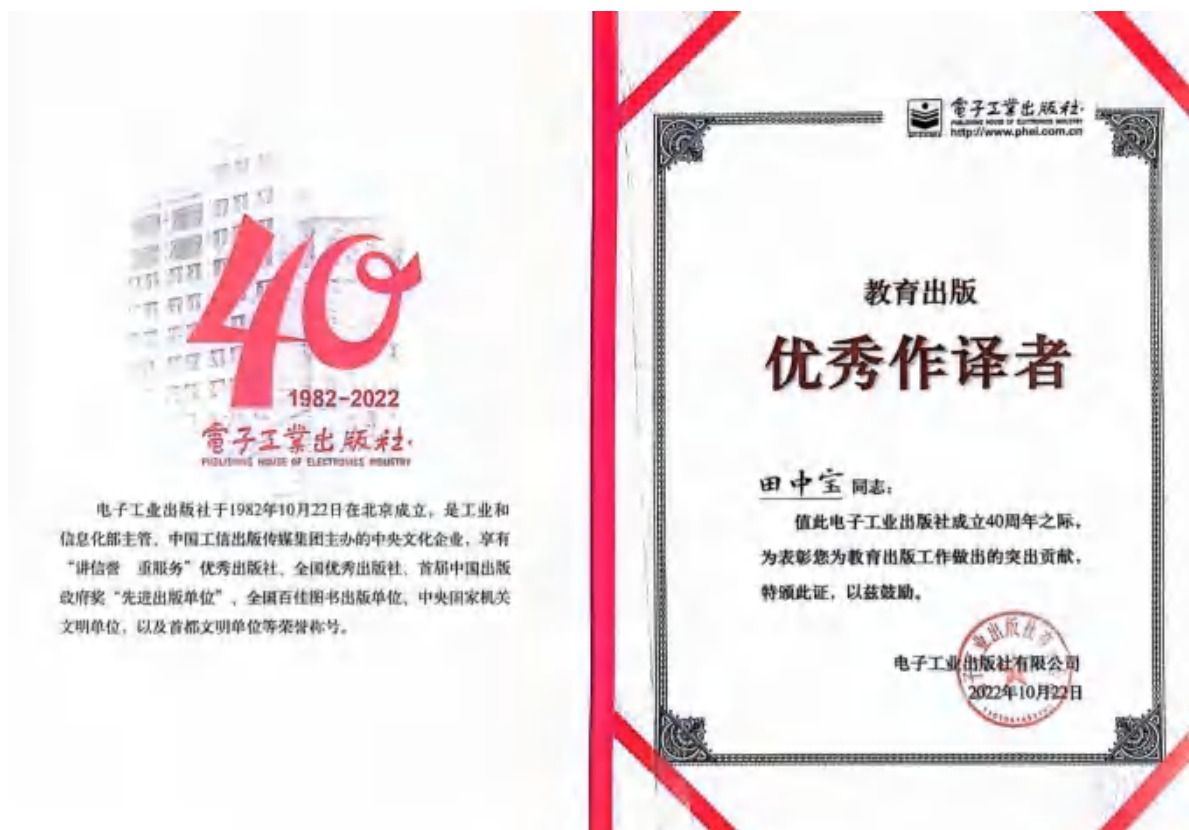 40
1982-2022
電子工業出版社
PUBLISHING HOUSE OF ELECTRONICS INDUSTRY
电子工业出版社于1982年10月22日在北京成立，是工业和
信息化部主管、中国工信出版传媒集团主办的中央文化企业，享有
“讲信誉 重服务”优秀出版社、全国优秀出版社、首届中国出版
政府奖“先进出版单位”、全国百佳图书出版单位、中央国家机关
文明单位，以及首都文明单位等荣誉称号。
電子工業出版社
PUBLISHING HOUSE OF ELECTRONICS INDUSTRY
http://www.phei.com.cn
教育出版
优秀作译者
田中宝 同志：
值此电子工业出版社成立40周年之际，
为表彰您为教育出版工作做出的突出贡献，
特颁此证，以兹鼓励。
电子工业出版社有限公司
2022年10月22日